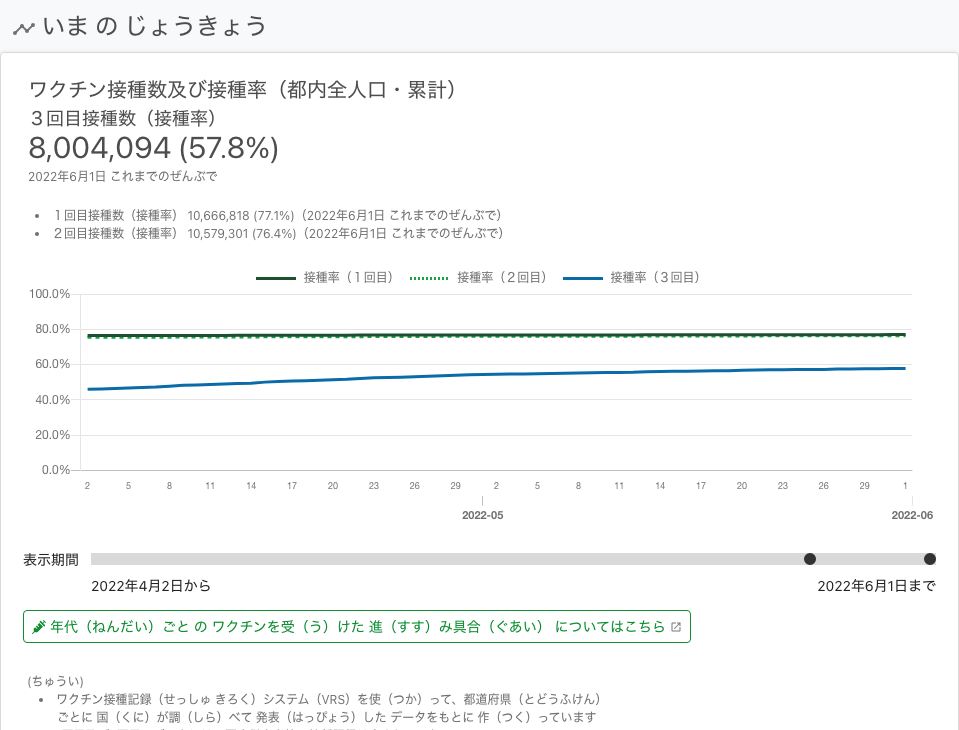 いま の じょうきょう
ワクチン接種数及び接種率（都内全人口・累計）
３回目接種数（接種率）
8,004,094 (57.8%)
2022年6月1日 これまでのぜんぶで
• １回目接種数（接種率） 10,666,818 (77.1%)（2022年6月1日 これまでのぜんぶで）
• ２回目接種数（接種率） 10,579,301 (76.4%)（2022年6月1日 これまでのぜんぶで）
接種率（１回目） 接種率（２回目） 接種率（３回目）
100.0%
80.0%
60.0%
40.0%
20.0%
0.0%
2 5 8 11 14 17 20 23 26 29 2 5 8 11 14 17 20 23 26 29 1
2022-05 2022-06
表示期間
2022年4月2日から 2022年6月1日まで
年代（ねんだい）ごと の ワクチンを受（う）けた 進（すす）み具合（ぐあい） についてはこちら
(ちゅうい)
• ワクチン接種記録（せっしゅ きろく）システム（VRS）を使（つか）って、都道府県（とどうふけん）
ごとに 国（くに）が調（しら）べて 発表（はっぴょう）した データをもとに 作（つく）っています